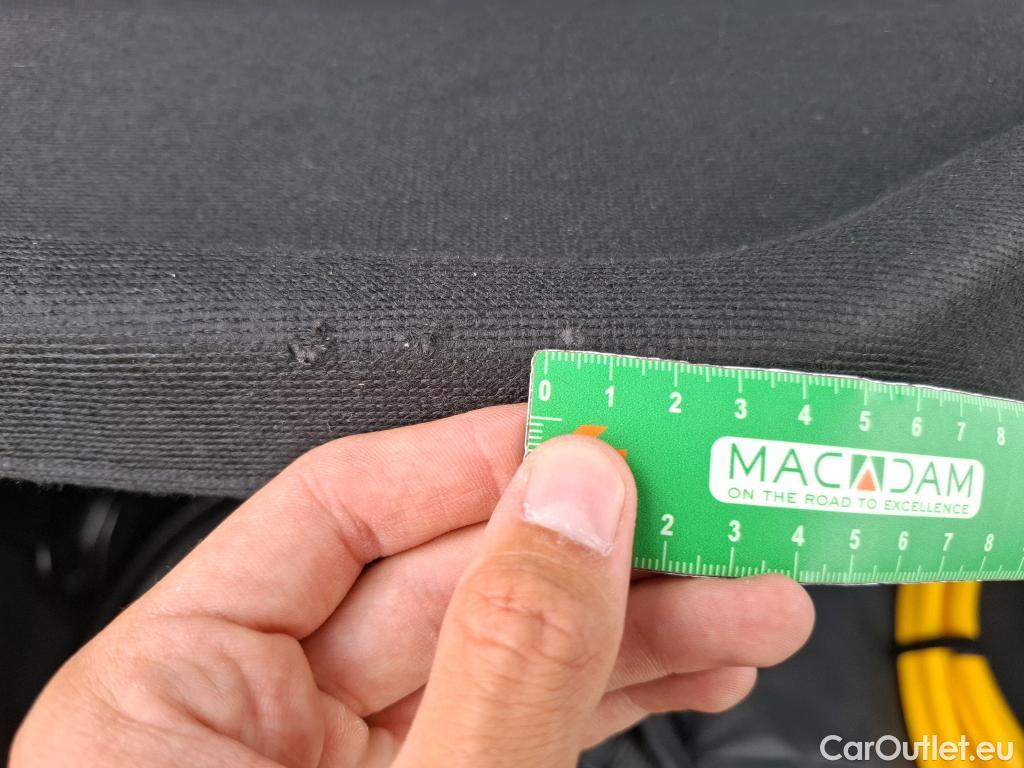 0 1 2 3 4 5 6 7 8
MACADAM
ON THE ROAD TO EXCELLENCE
2 3 4 5 6 7 8
CarOutlet.eu